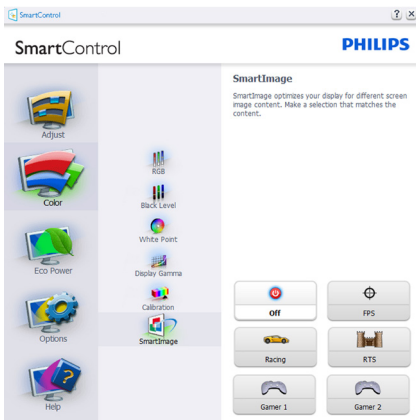 SmartControl
? X
SmartControl
PHILIPS
Adjust
Color
Eco Power
Options
Help
RGB
Black Level
White Point
Display Gamma
Calibration
SmartImage
SmartImage
SmartImage optimizes your display for different screen
image content. Make a selection that matches the
content.
Off
FPS
Racing
RTS
Gamer 1
Gamer 2